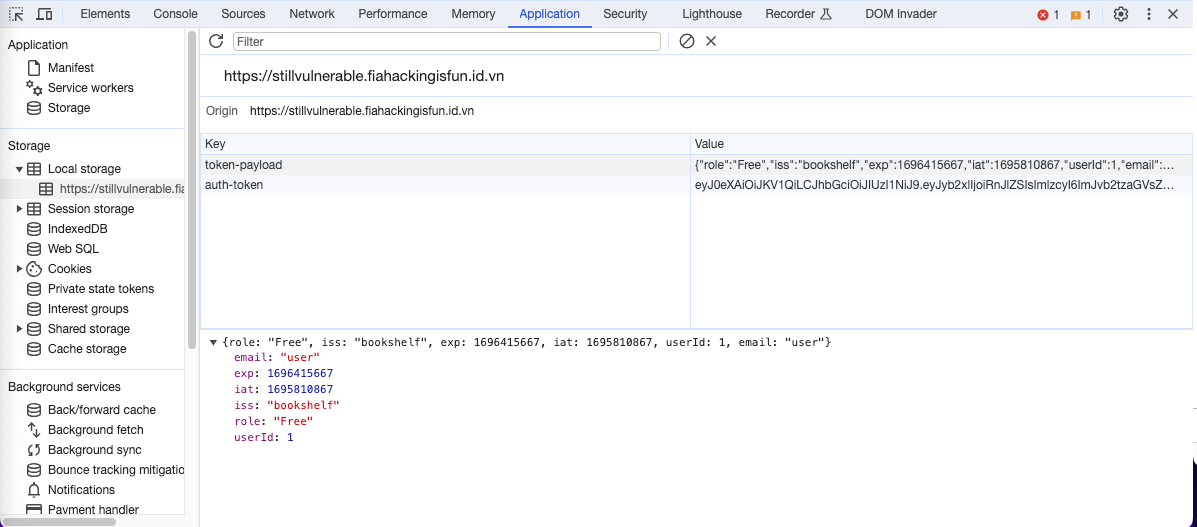 Elements Console Sources Network Performance Memory Application Security Lighthouse Recorder DOM Invader 1 1
Application
Manifest
Service workers
Storage
Storage
Local storage
https://stillvulnerable.fia
Session storage
IndexedDB
Web SQL
Cookies
Private state tokens
Interest groups
Shared storage
Cache storage
Background services
Back/forward cache
Background fetch
Background sync
Bounce tracking mitigatio
Notifications
Payment handler
Filter
https://stillvulnerable.fiahackingisfun.id.vn
Origin https://stillvulnerable.fiahackingisfun.id.vn
Key Value
token-payload {"role":"Free","iss":"bookshelf","exp":1696415667,"iat":1695810867,"userId":1,"email":…
auth-token eyJ0eXAiOiJKV1QiLCJhbGciOiJIUzI1NiJ9.eyJyb2xlIjoiRnJlZSIsImlzcyI6ImJvb2tzaGVsZ…
{role: "Free", iss: "bookshelf", exp: 1696415667, iat: 1695810867, userId: 1, email: "user"}
email: "user"
exp: 1696415667
iat: 1695810867
iss: "bookshelf"
role: "Free"
userId: 1